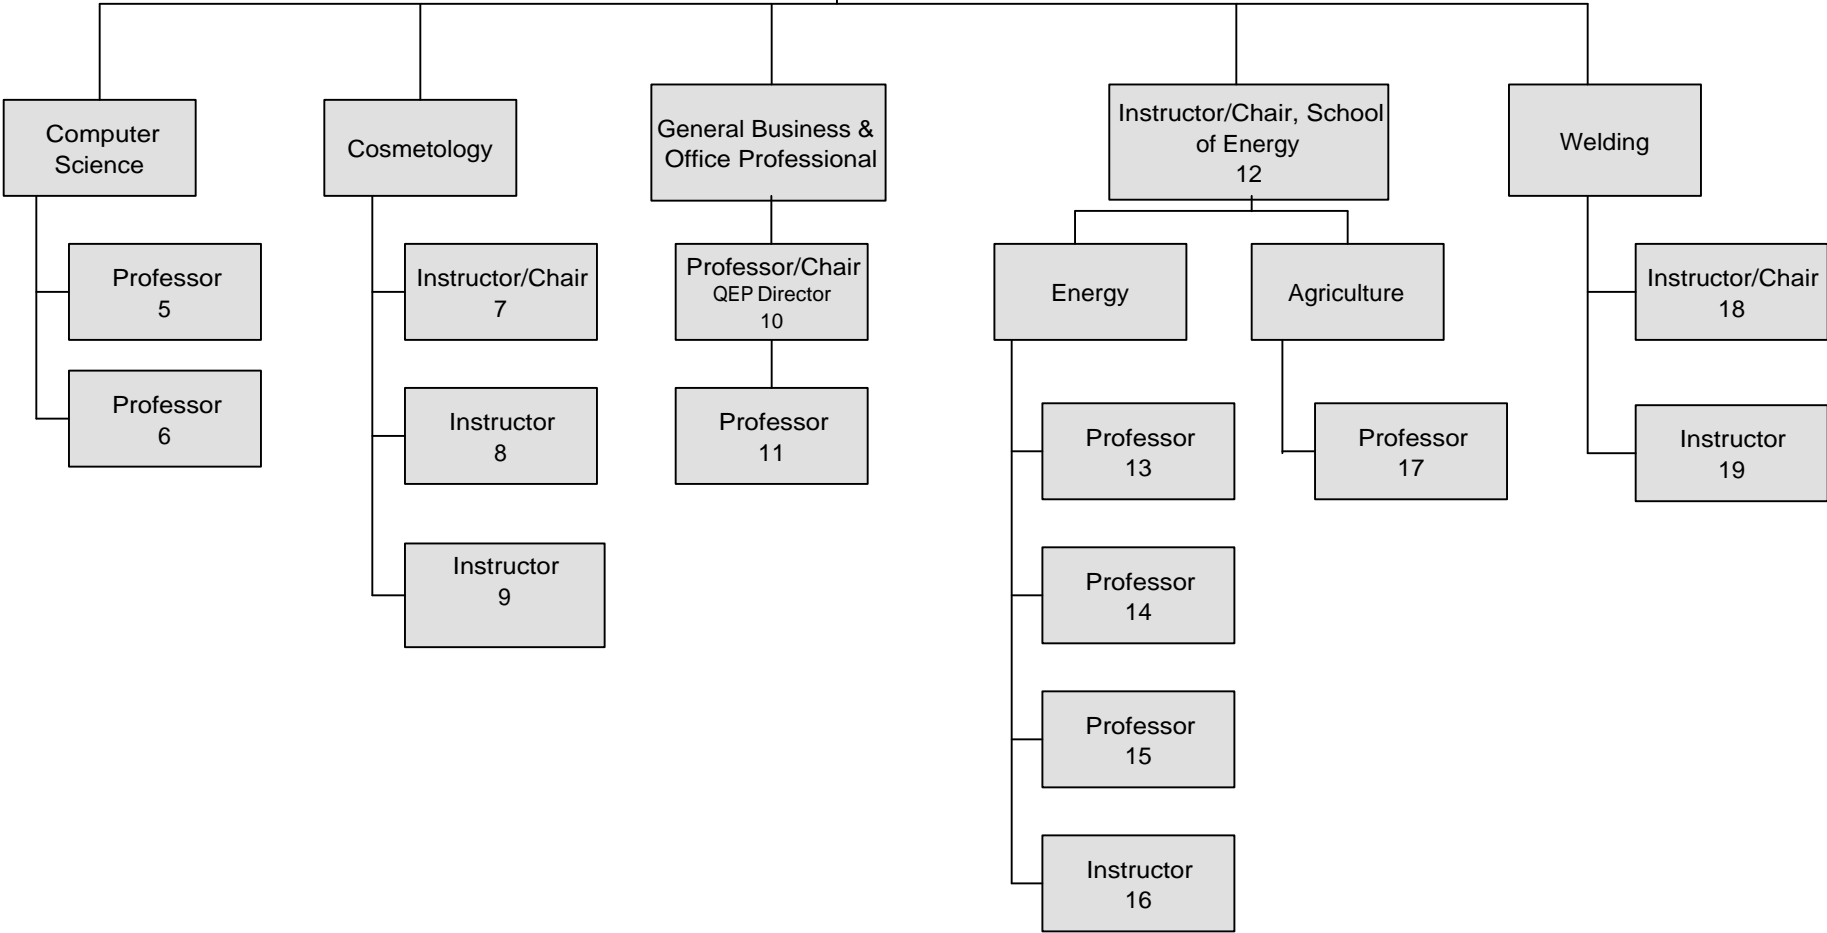 Computer
Science
Professor
5
Professor
6
Cosmetology
Instructor/Chair
7
Instructor
8
Instructor
9
General Business &
Office Professional
Professor/Chair
QEP Director
10
Professor
11
Instructor/Chair, School
of Energy
12
Energy
Professor
13
Professor
14
Professor
15
Instructor
16
Agriculture
Professor
17
Welding
Instructor/Chair
18
Instructor
19